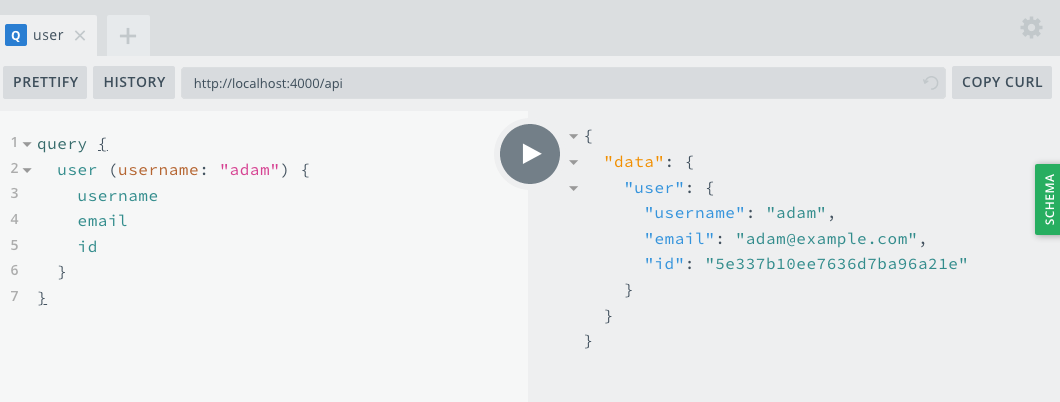 Q user
PRETTIFY HISTORY http://localhost:4000/api COPY CURL
1 query {
2 user (username: "adam") {
3 username
4 email
5 id
6 }
7 }
{
"data": {
"user": {
"username": "adam",
"email": "adam@example.com",
"id": "5e337b10ee7636d7ba96a21e"
}
}
}
SCHEMA